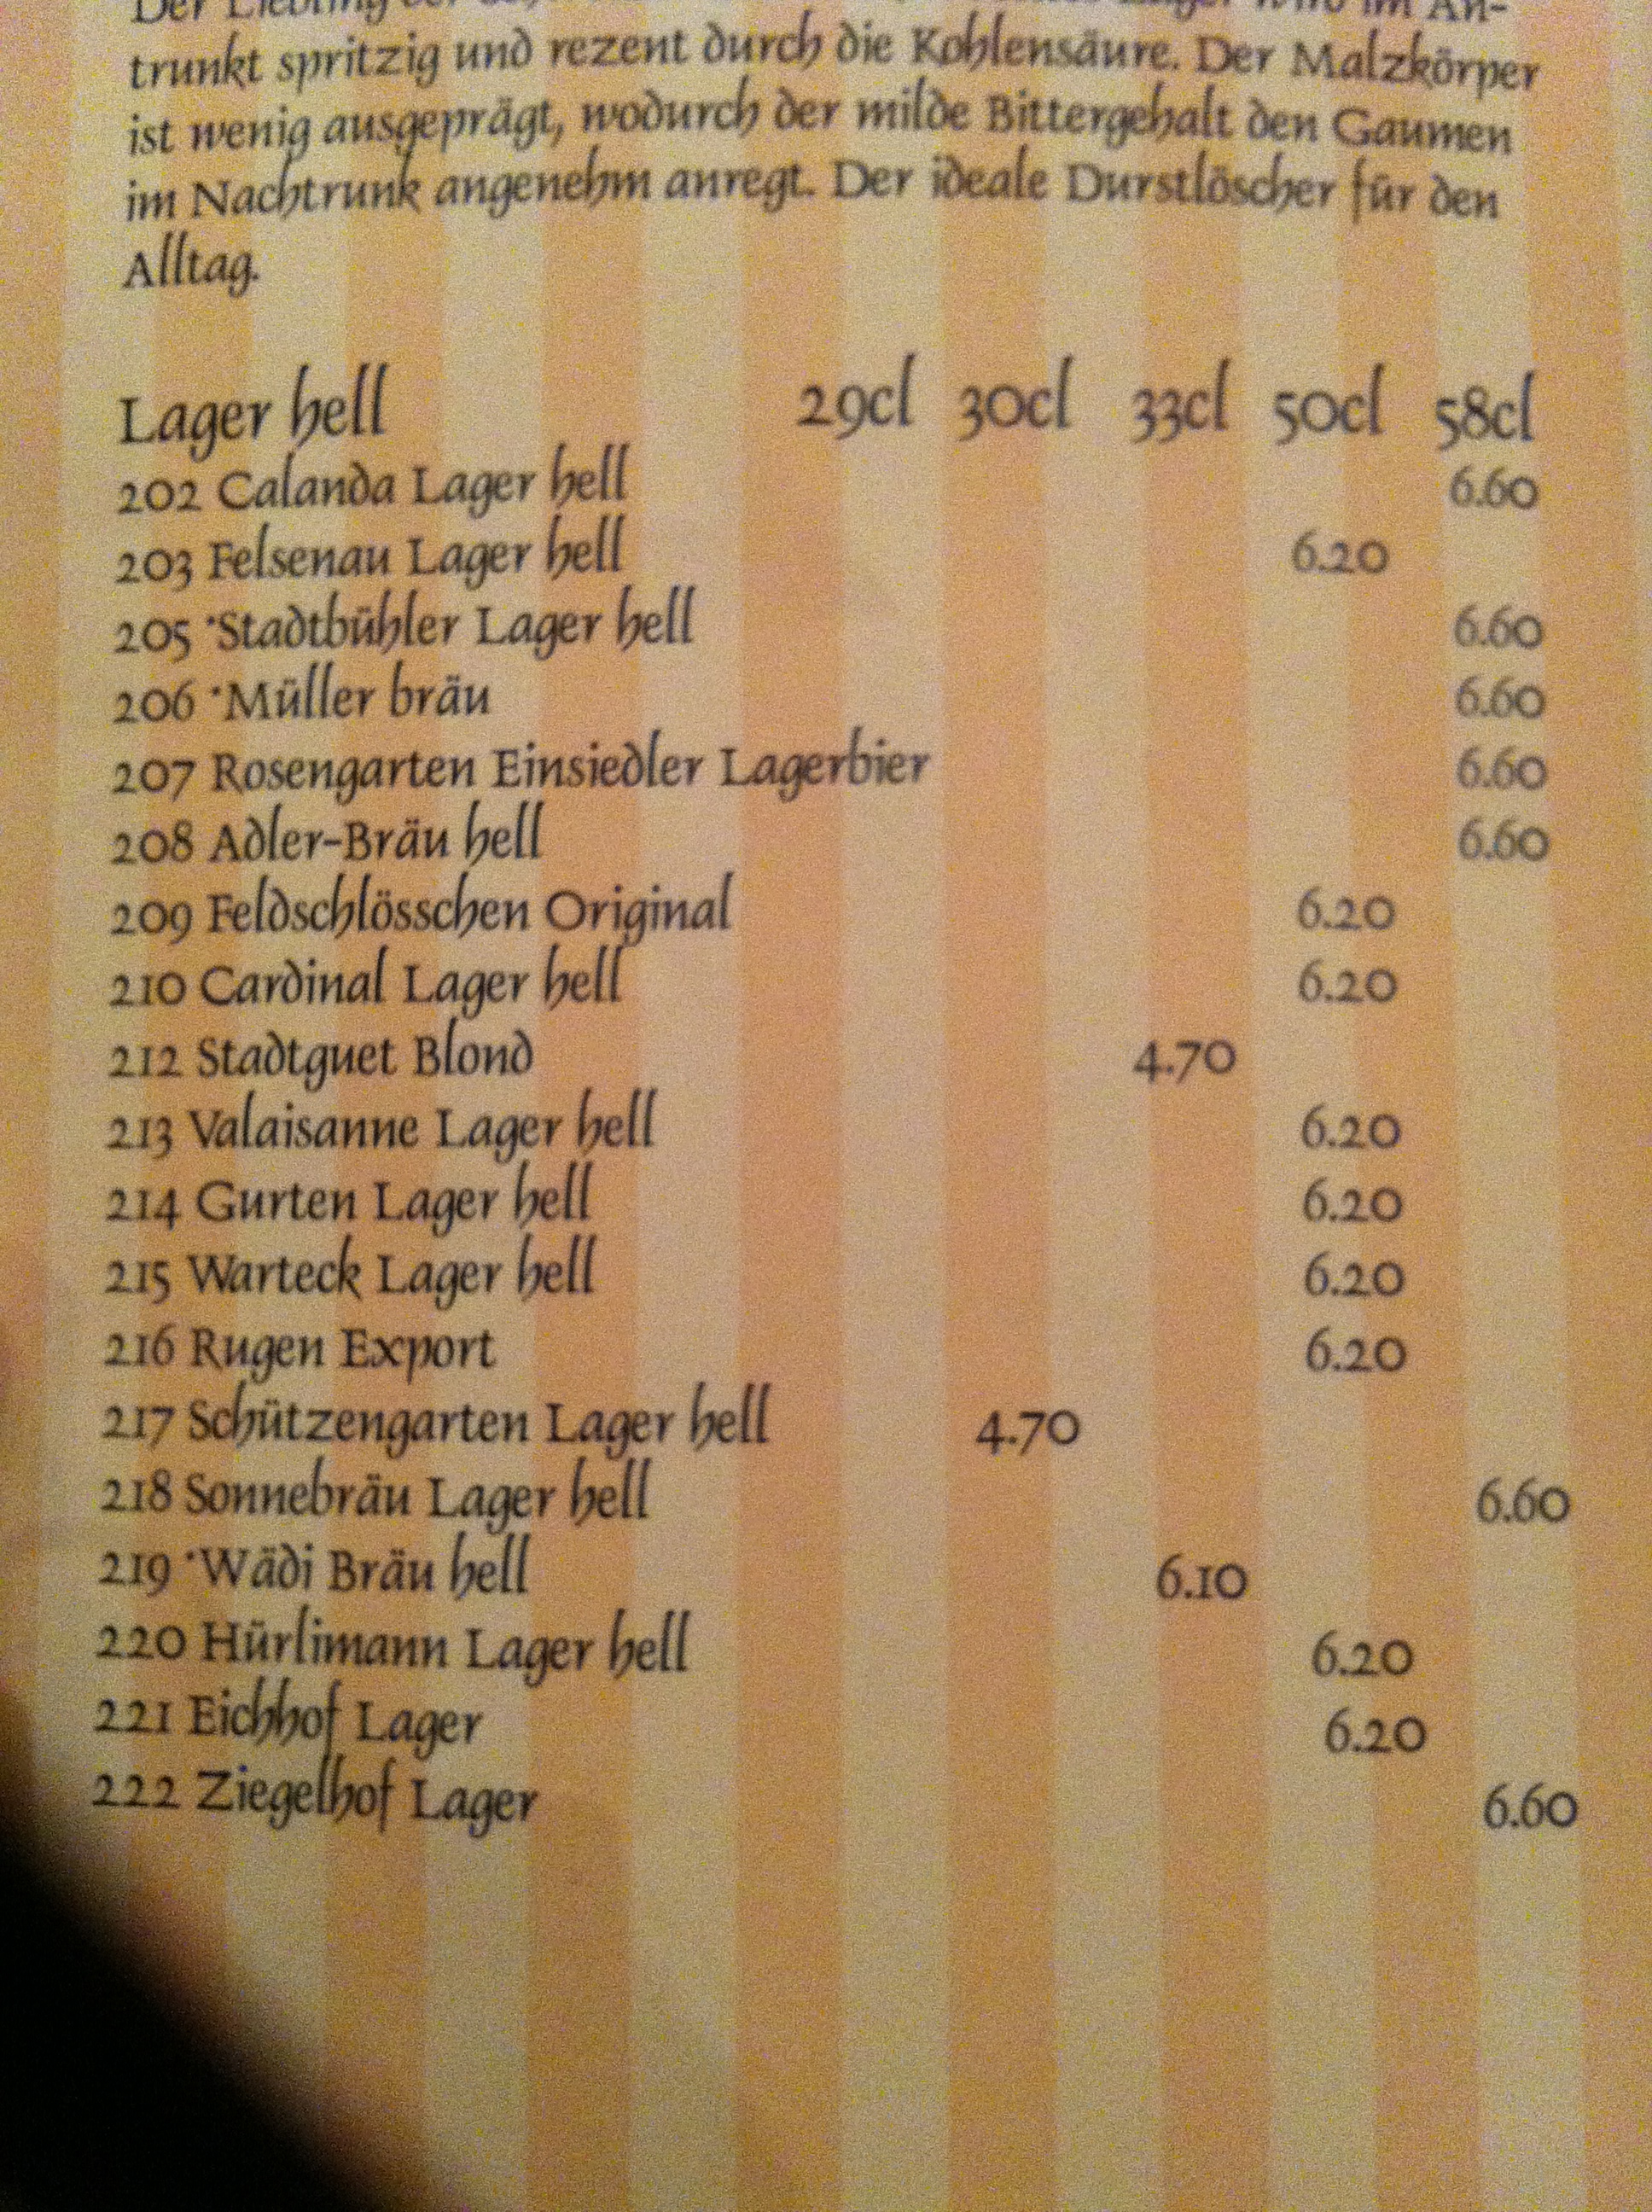 Der Liebling
trunkt spritzig und rezent durch die Kohlensäure. Der Malzkörper
ist wenig ausgeprägt, wodurch der milde Bittergehalt den Gaumen
im Nachtrunk angenehm anregt. Der ideale Durstlöscher für den
Alltag.
Lager hell 29cl 30cl 33cl 50cl 58cl
202 Calanda Lager hell 6.60
203 Felsenau Lager hell 6.20
205 *Stadtbühler Lager hell 6.60
206 *Müller bräu 6.60
207 Rosengarten Einsiedler Lagerbier 6.60
208 Adler-Bräu hell 6.60
209 Feldschlösschen Original 6.20
210 Cardinal Lager hell 6.20
212 Stadtguet Blond 4.70
213 Valaisanne Lager hell 6.20
214 Gurten Lager hell 6.20
215 Warteck Lager hell 6.20
216 Rugen Export 6.20
217 Schützengarten Lager hell 4.70
218 Sonnebräu Lager hell 6.60
219 *Wädi Bräu hell 6.10
220 Hürlimann Lager hell 6.20
221 Eichhof Lager 6.20
222 Ziegelhof Lager 6.60